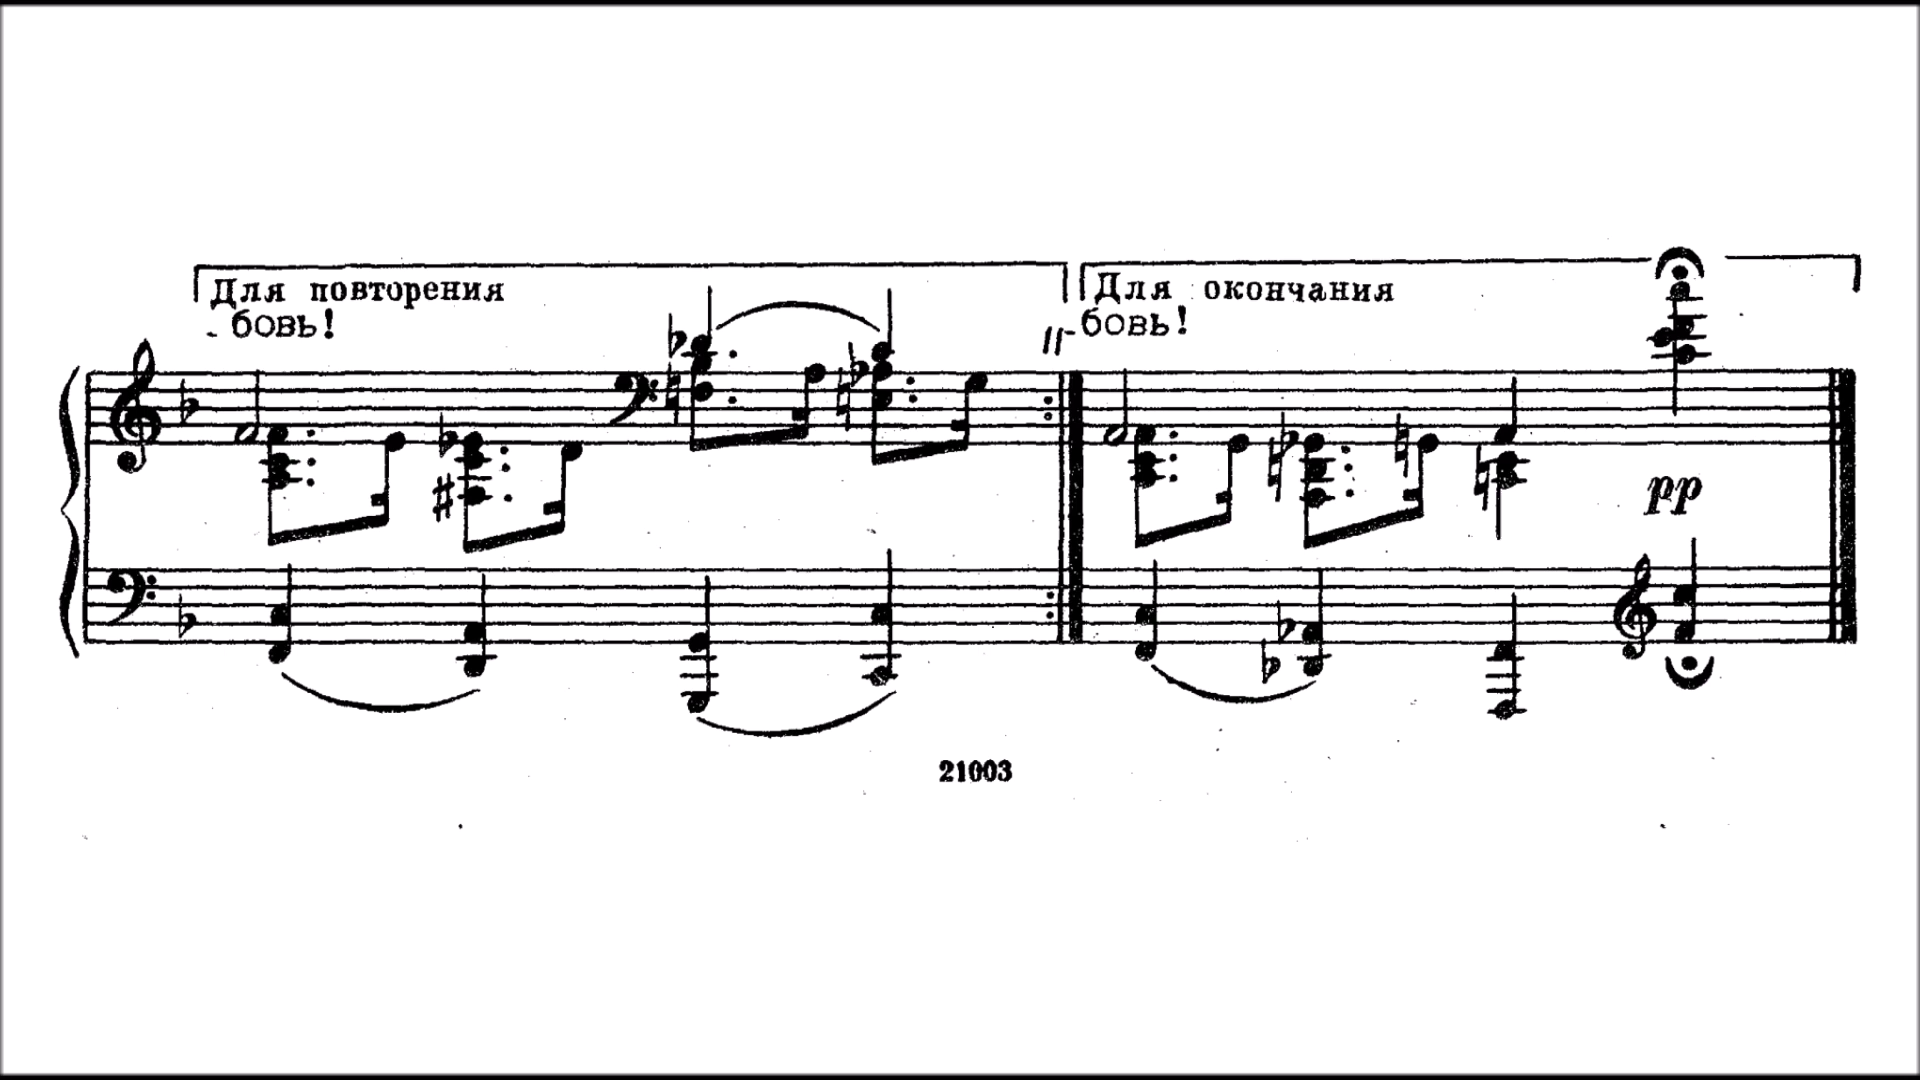 Для повторения
- бовь!
Для окончания
-бовь!
pp
21003